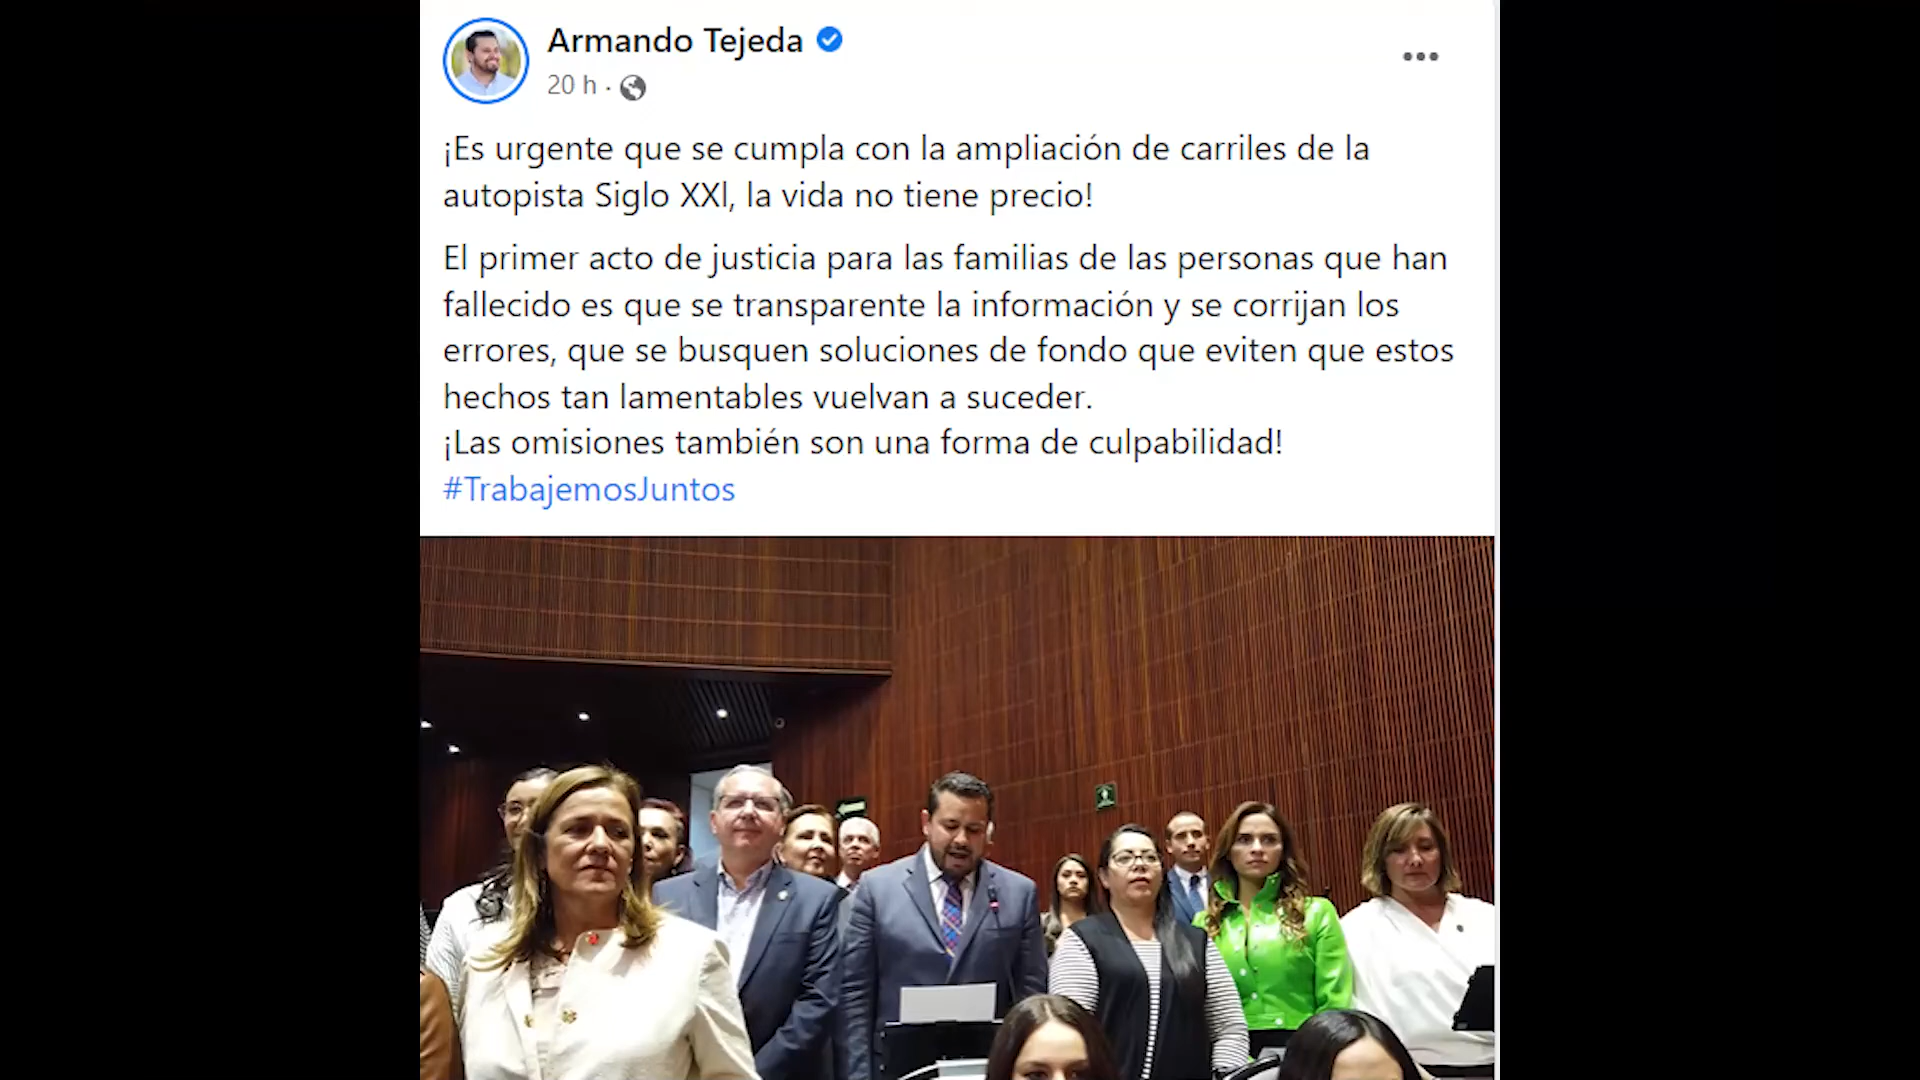 Armando Tejeda
20 h ·
¡Es urgente que se cumpla con la ampliación de carriles de la
autopista Siglo XXl, la vida no tiene precio!
El primer acto de justicia para las familias de las personas que han
fallecido es que se transparente la información y se corrijan los
errores, que se busquen soluciones de fondo que eviten que estos
hechos tan lamentables vuelvan a suceder.
¡Las omisiones también son una forma de culpabilidad!
#TrabajemosJuntos